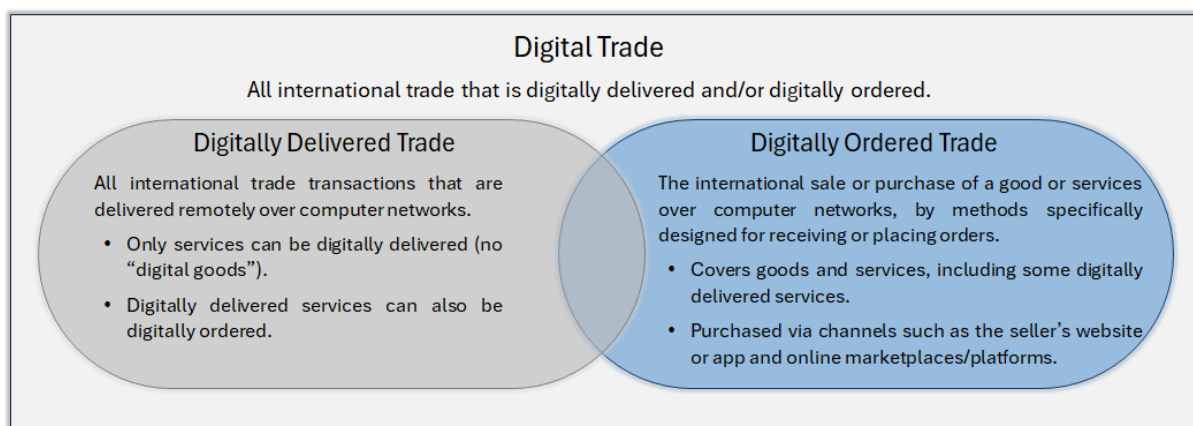 Digital Trade
All international trade that is digitally delivered and/or digitally ordered.
Digitally Delivered Trade
All international trade transactions that are
delivered remotely over computer networks.
• Only services can be digitally delivered (no
“digital goods”).
• Digitally delivered services can also be
digitally ordered.
Digitally Ordered Trade
The international sale or purchase of a good or services
over computer networks, by methods specifically
designed for receiving or placing orders.
• Covers goods and services, including some digitally
delivered services.
• Purchased via channels such as the seller’s website
or app and online marketplaces/platforms.